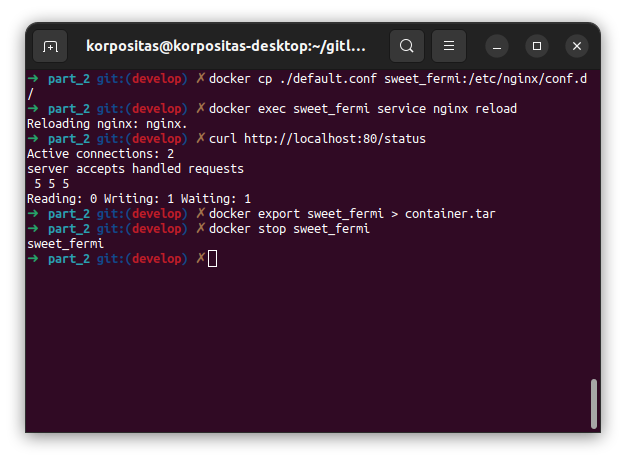 korpositas@korpositas-desktop:~/gitl...
➜ part_2 git:(develop) ✗ docker cp ./default.conf sweet_fermi:/etc/nginx/conf.d
/
➜ part_2 git:(develop) ✗ docker exec sweet_fermi service nginx reload
Reloading nginx: nginx.
➜ part_2 git:(develop) ✗ curl http://localhost:80/status
Active connections: 2
server accepts handled requests
 5 5 5
Reading: 0 Writing: 1 Waiting: 1
➜ part_2 git:(develop) ✗ docker export sweet_fermi > container.tar
➜ part_2 git:(develop) ✗ docker stop sweet_fermi
sweet_fermi
➜ part_2 git:(develop) ✗